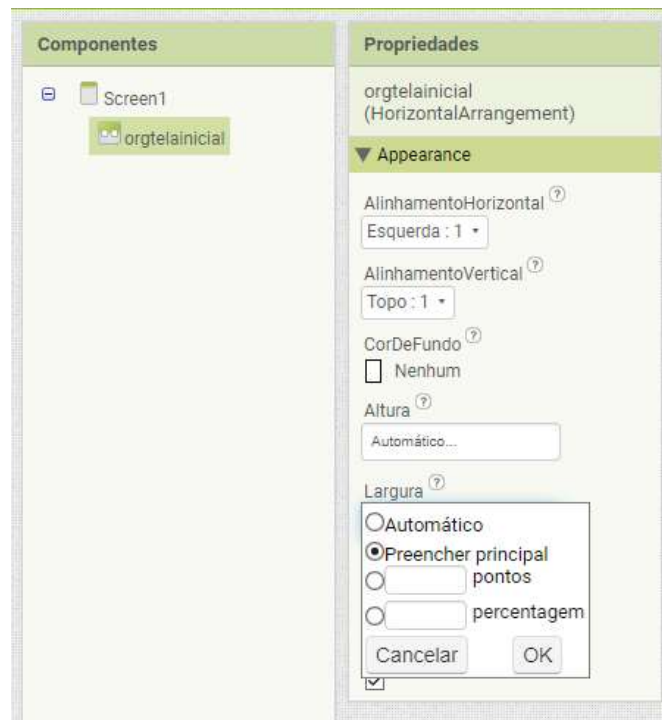 Componentes
Screen1
orgtelainicial
Propriedades
orgtelainicial
(HorizontalArrangement)
Appearance
AlinhamentoHorizontal ?
Esquerda : 1
AlinhamentoVertical ?
Topo : 1
CorDeFundo ?
Nenhum
Altura ?
Automático...
Largura ?
Automático
Preencher principal
pontos
percentagem
Cancelar OK